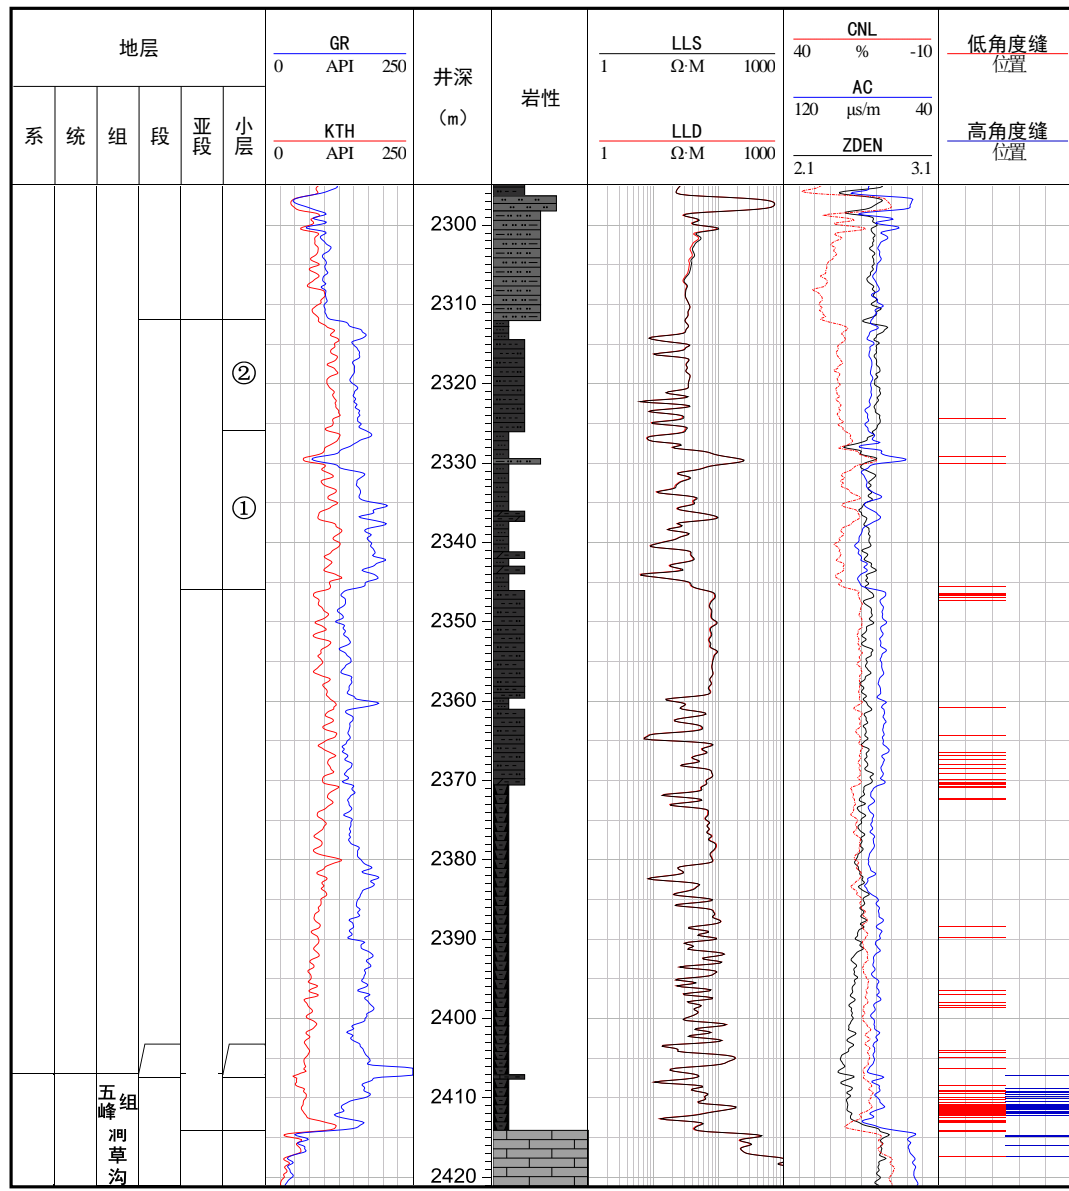 地层
系
统
组
段
亚段
小层
GR
0 API 250
KTH
0 API 250
井深
（m）
岩性
LLS
1 Ω·M 1000
LLD
1 Ω·M 1000
CNL
40 % -10
AC
120 μs/m 40
ZDEN
2.1 3.1
低角度缝
位置
高角度缝
位置
②
①
五峰组
涧草沟
2300
2310
2320
2330
2340
2350
2360
2370
2380
2390
2400
2410
2420